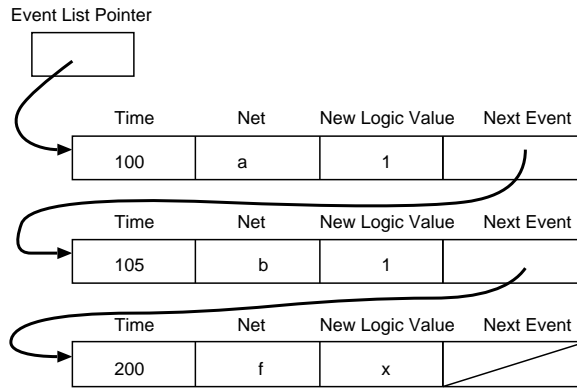 Event List Pointer
Time Net New Logic Value Next Event
100 a 1
Time Net New Logic Value Next Event
105 b 1
Time Net New Logic Value Next Event
200 f x